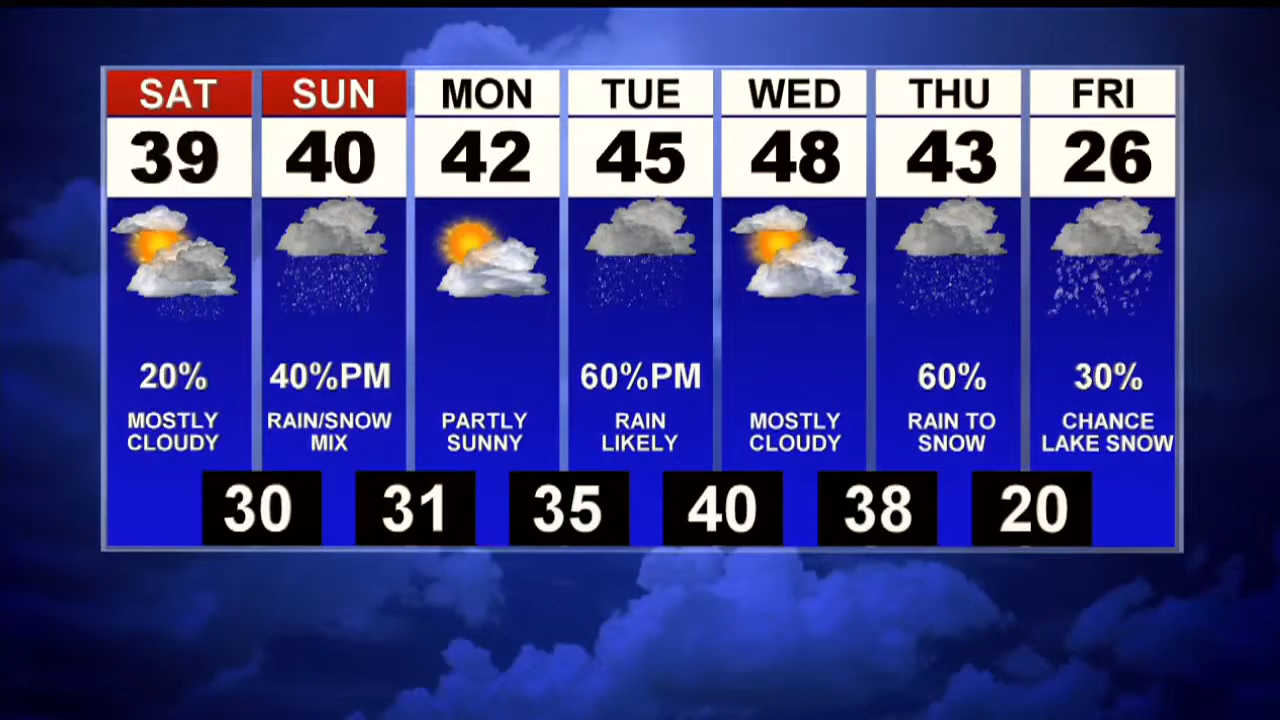 SAT SUN MON TUE WED THU FRI
39 40 42 45 48 43 26
20% 40%PM 60%PM 60% 30%
MOSTLY RAIN/SNOW PARTLY RAIN MOSTLY RAIN TO CHANCE
CLOUDY MIX SUNNY LIKELY CLOUDY SNOW LAKE SNOW
30 31 35 40 38 20